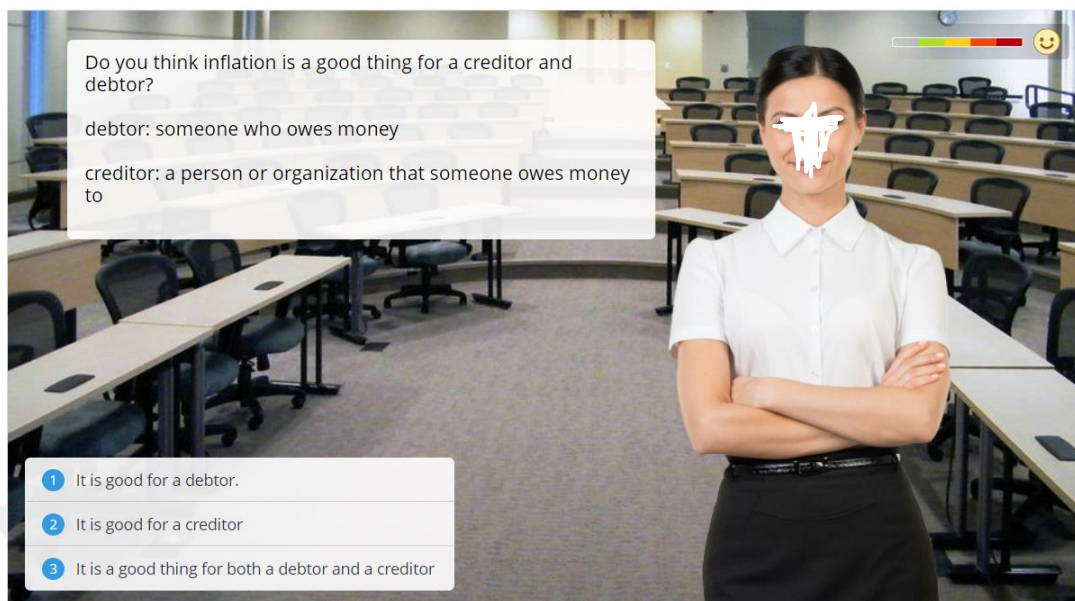 Do you think inflation is a good thing for a creditor and
debtor?
debtor: someone who owes money
creditor: a person or organization that someone owes money
to
1 It is good for a debtor.
2 It is good for a creditor
3 It is a good thing for both a debtor and a creditor